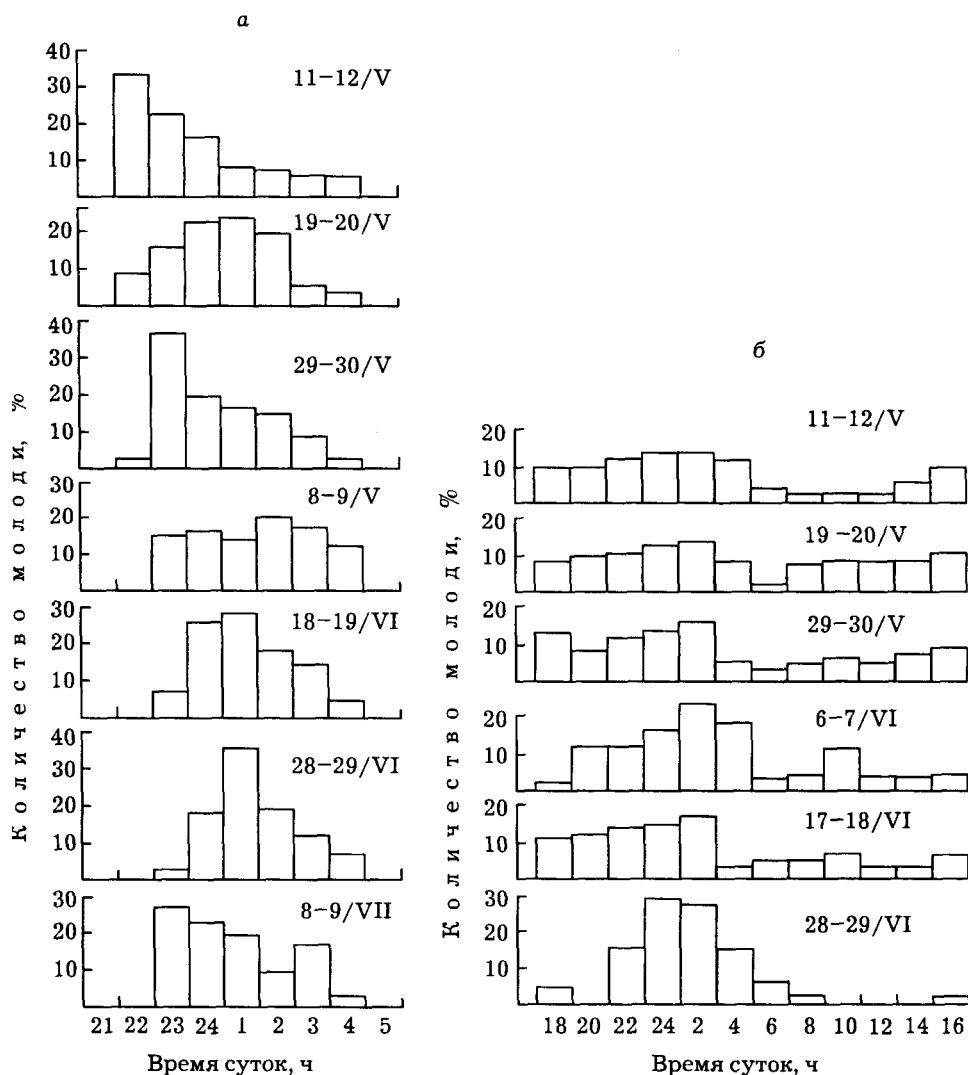 а
40
30
20
10
11–12/V
20
10
19–20/V
40
30
20
10
29–30/V
30
20
10
8–9/V
30
20
10
18–19/VI
40
30
20
10
28–29/VI
30
20
10
8–9/VII
21 22 23 24 1 2 3 4 5
Время суток, ч
Количество молоди, %
б
20
10
11–12/V
20
10
19–20/V
20
10
29–30/V
20
10
6–7/VI
20
10
17–18/VI
30
20
10
28–29/VI
18 20 22 24 2 4 6 8 10 12 14 16
Время суток, ч
Количество молоди, %